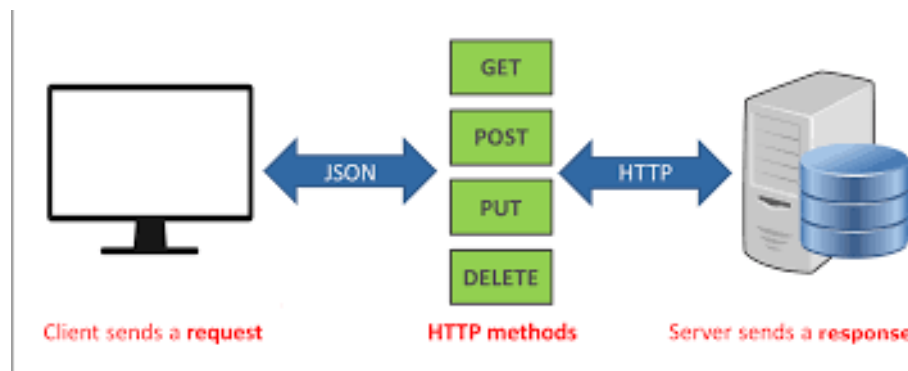 GET
POST
JSON
HTTP
PUT
DELETE
Client sends a request
HTTP methods
Server sends a response